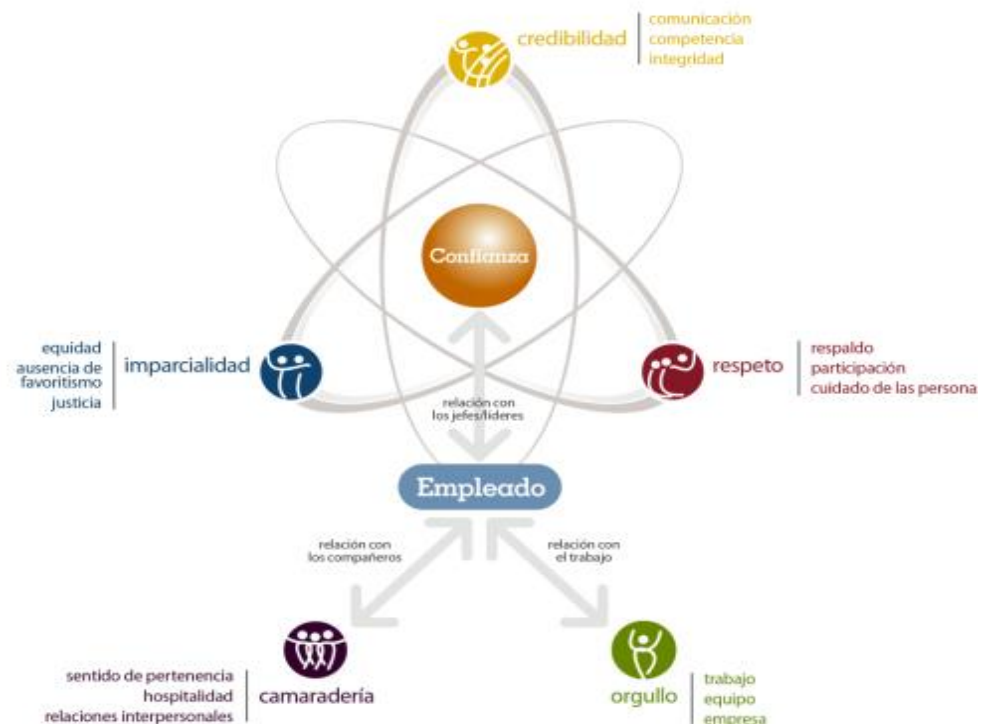 credibilidad
comunicación
competencia
integridad
Confianza
equidad
ausencia de
favoritismo
justicia
imparcialidad
respeto
respaldo
participación
cuidado de las persona
relación con
los jefes/líderes
Empleado
relación con
los compañeros
relación con
el trabajo
sentido de pertenencia
hospitalidad
relaciones interpersonales
camaradería
orgullo
trabajo
equipo
empresa